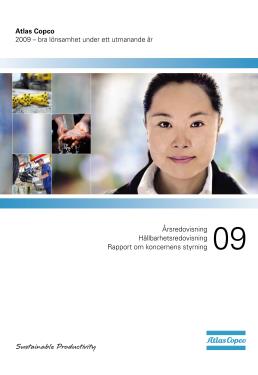 Atlas Copco
2009 – bra lönsamhet under ett utmanande år
Årsredovisning
Hållbarhetsredovisning
Rapport om koncernens styrning
09
Sustainable Productivity
Atlas Copco